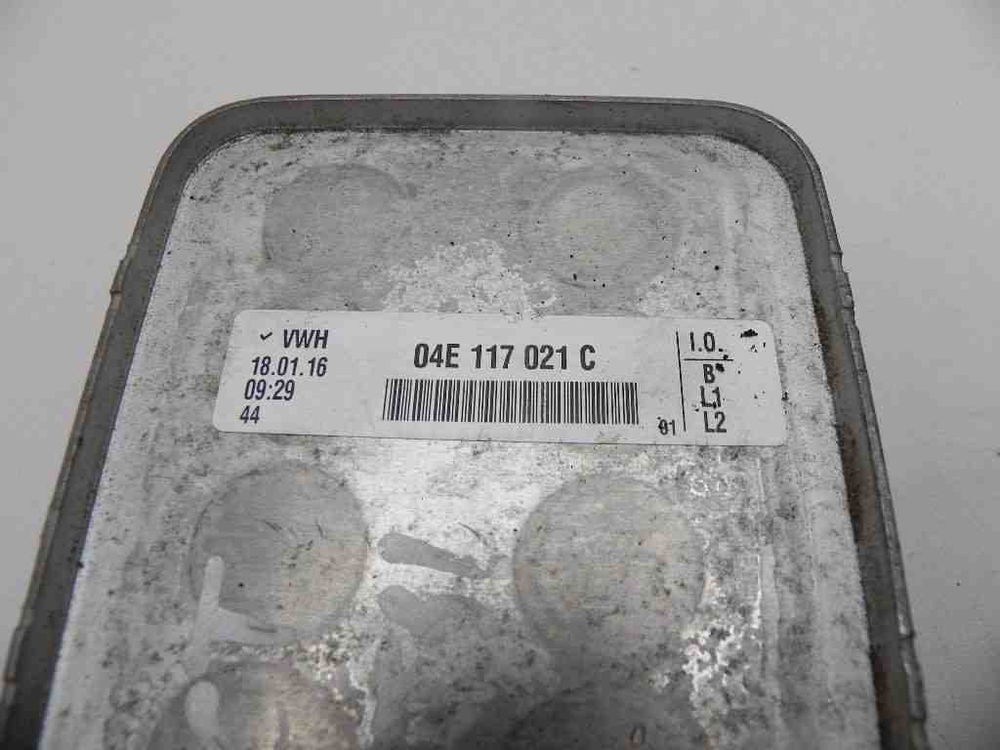 ✓ VWH
18.01.16
09:29
44
04E 117 021 C
01
I.O.
B
L1
L2